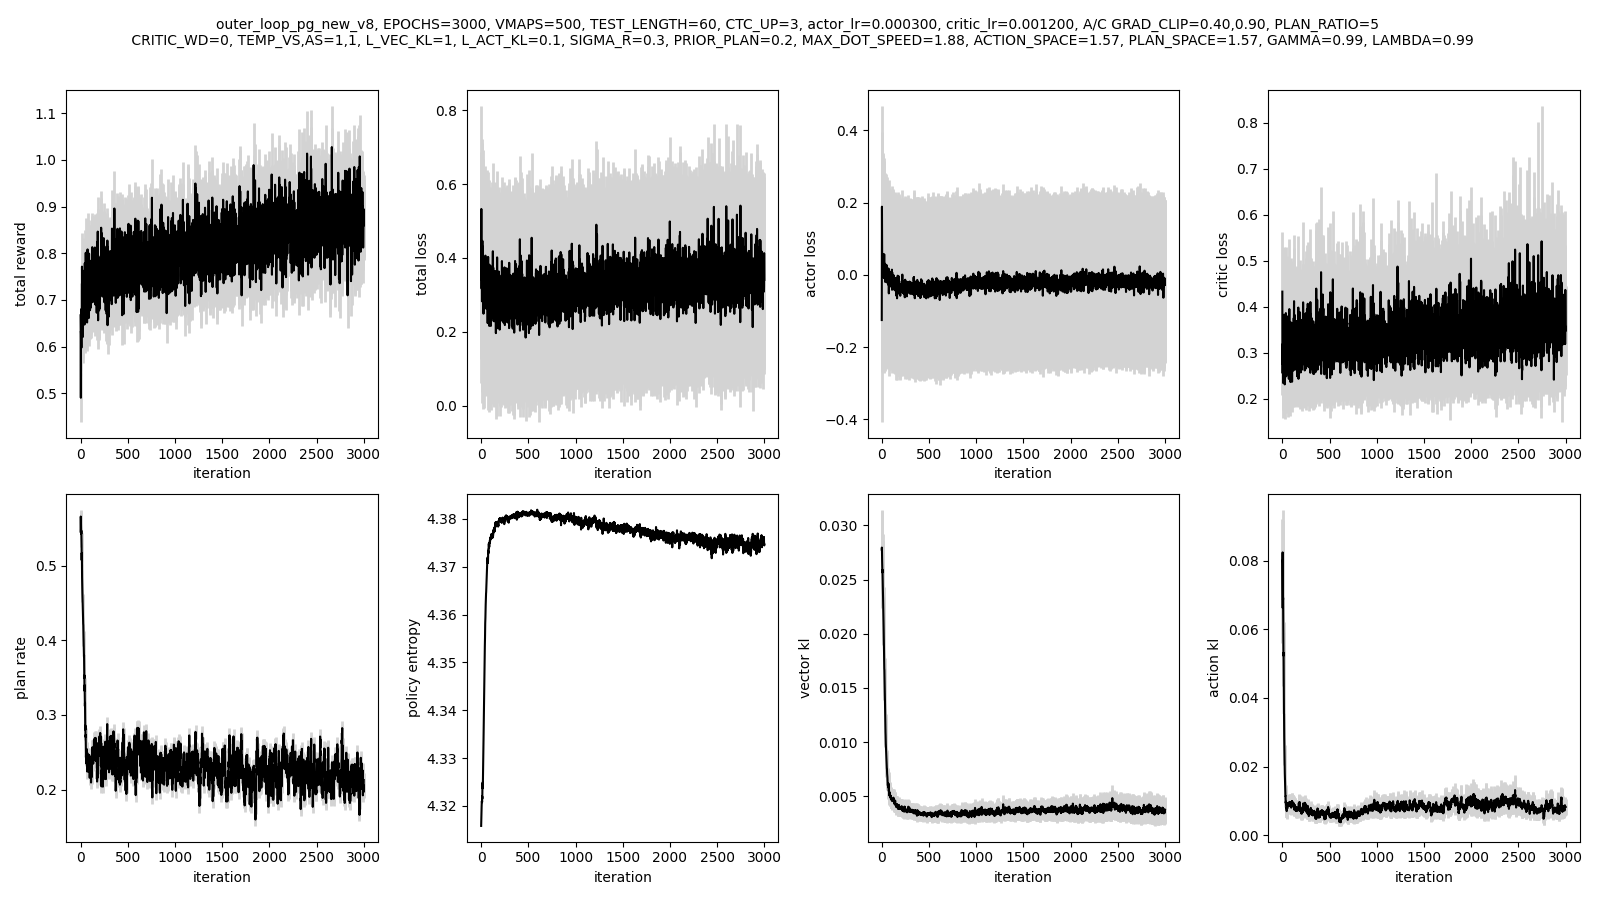 outer_loop_pg_new_v8, EPOCHS=3000, VMAPS=500, TEST_LENGTH=60, CTC_UP=3, actor_lr=0.000300, critic_lr=0.001200, A/C GRAD_CLIP=0.40,0.90, PLAN_RATIO=5
CRITIC_WD=0, TEMP_VS,AS=1,1, L_VEC_KL=1, L_ACT_KL=0.1, SIGMA_R=0.3, PRIOR_PLAN=0.2, MAX_DOT_SPEED=1.88, ACTION_SPACE=1.57, PLAN_SPACE=1.57, GAMMA=0.99, LAMBDA=0.99
total reward
1.1
1.0
0.9
0.8
0.7
0.6
0.5
0 500 1000 1500 2000 2500 3000
iteration
total loss
0.8
0.6
0.4
0.2
0.0
0 500 1000 1500 2000 2500 3000
iteration
actor loss
0.4
0.2
0.0
−0.2
−0.4
0 500 1000 1500 2000 2500 3000
iteration
critic loss
0.8
0.7
0.6
0.5
0.4
0.3
0.2
0 500 1000 1500 2000 2500 3000
iteration
plan rate
0.5
0.4
0.3
0.2
0 500 1000 1500 2000 2500 3000
iteration
policy entropy
4.38
4.37
4.36
4.35
4.34
4.33
4.32
0 500 1000 1500 2000 2500 3000
iteration
vector kl
0.030
0.025
0.020
0.015
0.010
0.005
0 500 1000 1500 2000 2500 3000
iteration
action kl
0.08
0.06
0.04
0.02
0.00
0 500 1000 1500 2000 2500 3000
iteration